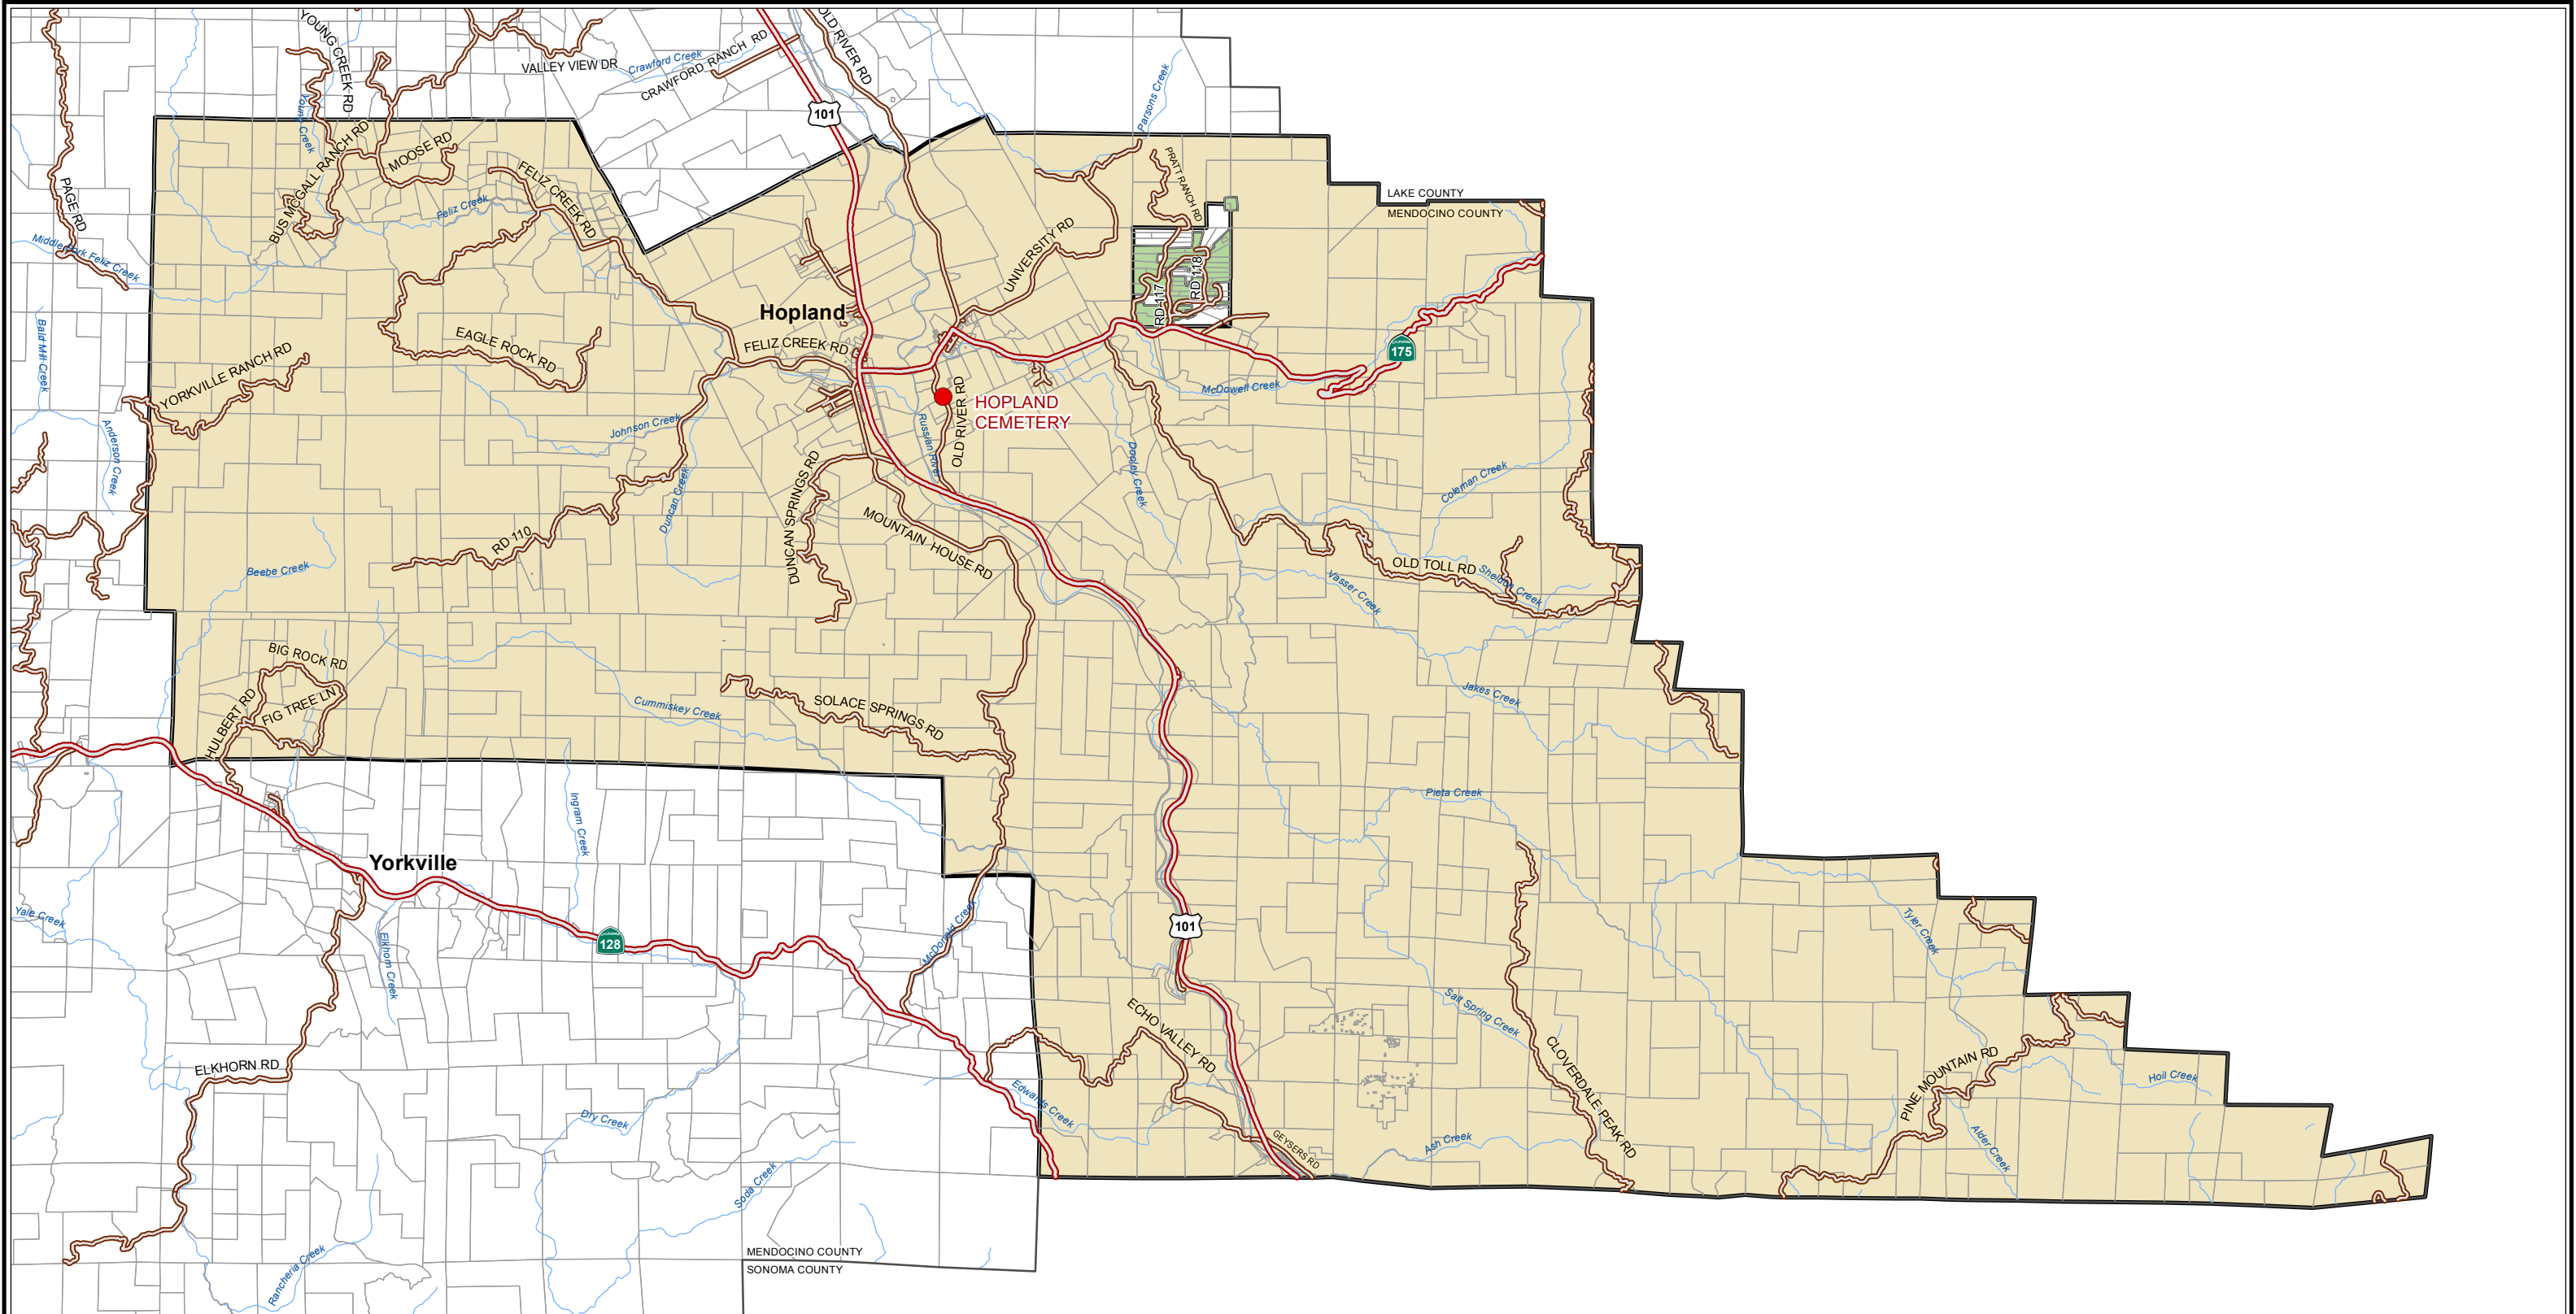 YOUNG CREEK RD
OLD RIVER RD
VALLEY VIEW DR
Crawford Creek
CRAWFORD RANCH RD
101
Parsons Creek
Young Creek
BUS MCGALL RANCH RD
MOOSE RD
FELIZ CREEK RD
PRATT RANCH RD
PAGE RD
Feliz Creek
LAKE COUNTY
MENDOCINO COUNTY
Middle Fork Feliz Creek
UNIVERSITY RD
RD 117
RD 118
Hopland
Bald Mill Creek
EAGLE ROCK RD
FELIZ CREEK RD
175
YORKVILLE RANCH RD
McDowell Creek
HOPLAND
CEMETERY
OLD RIVER RD
Russian River
Johnson Creek
Anderson Creek
Dooley Creek
Coleman Creek
Duncan Creek
DUNCAN SPRINGS RD
MOUNTAIN HOUSE RD
RD 110
Beebe Creek
OLD TOLL RD
Sheldon Creek
Vasser Creek
BIG ROCK RD
HULBERT RD
FIG TREE LN
Cummiskey Creek
SOLACE SPRINGS RD
Jakes Creek
Pieta Creek
Ingram Creek
Yorkville
Yale Creek
Elkhorn Creek
128
McDonald Creek
101
Tyler Creek
Salt Spring Creek
ECHO VALLEY RD
CLOVERDALE PEAK RD
PINE MOUNTAIN RD
Hoil Creek
ELKHORN RD
Edwards Creek
Dry Creek
GEYSERS RD
Ash Creek
Alder Creek
Soda Creek
Rancheria Creek
MENDOCINO COUNTY
SONOMA COUNTY